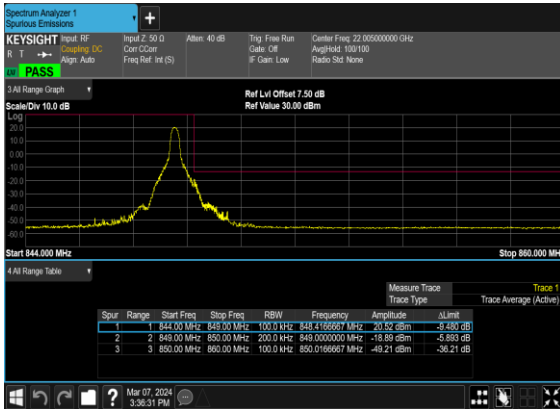 Spectrum Analyzer 1
Spurious Emissions
+
KEYSIGHT Input: RF Input Z: 50 Ω Atten: 40 dB Trig: Free Run Center Freq: 22.005000000 GHz
R T Coupling: DC Corr CCorr Gate: Off Avg|Hold: 100/100
Align: Auto Freq Ref: Int (S) IF Gain: Low Radio Std: None
PASS
3 All Range Graph
Ref Lvl Offset 7.50 dB
Scale/Div 10.0 dB Ref Value 30.00 dBm
Log
20.0
10.0
0.00
-10.0
-20.0
-30.0
-40.0
-50.0
-60.0
Start 844.000 MHz Stop 860.000 MH
4 All Range Table
Measure Trace Trace 1
Trace Type Trace Average (Active)
Spur Range Start Freq Stop Freq RBW Frequency Amplitude ΔLimit
1 1 844.00 MHz 849.00 MHz 100.0 kHz 848.4166667 MHz 20.52 dBm -9.480 dB
2 2 849.00 MHz 850.00 MHz 200.0 kHz 849.0000000 MHz -18.89 dBm -5.893 dB
3 3 850.00 MHz 860.00 MHz 100.0 kHz 850.0166667 MHz -49.21 dBm -36.21 dB
? Mar 07, 2024
3:36:31 PM